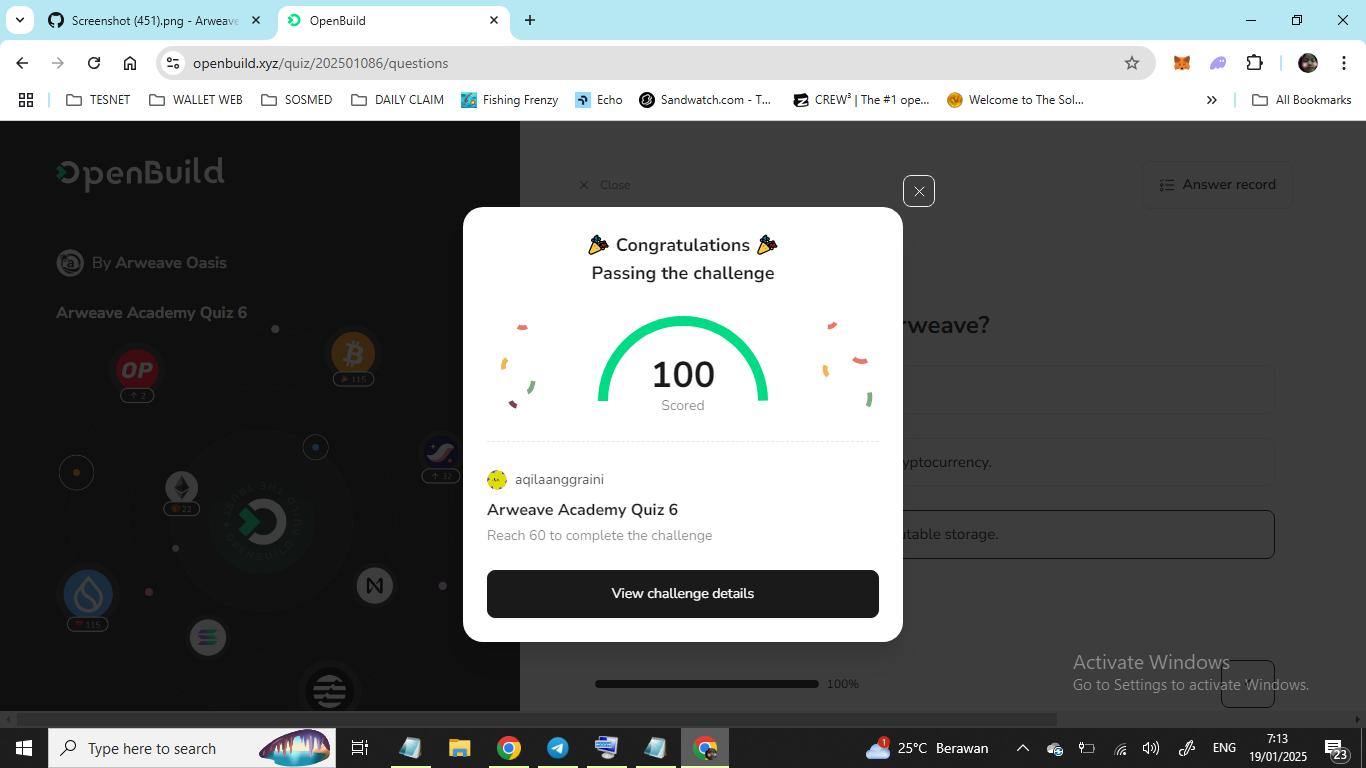 Screenshot (451).png - Arweave
OpenBuild
openbuild.xyz/quiz/202501086/questions
TESNET
WALLET WEB
SOSMED
DAILY CLAIM
Fishing Frenzy
Echo
Sandwatch.com - T...
CREW³ | The #1 ope...
Welcome to The Sol...
All Bookmarks
OpenBuild
Close
Answer record
By Arweave Oasis
Arweave Academy Quiz 6
OP
2
115
32
22
115
rweave?
yptocurrency.
utable storage.
Congratulations
Passing the challenge
100
Scored
aqilaanggraini
Arweave Academy Quiz 6
Reach 60 to complete the challenge
View challenge details
100%
Activate Windows
Go to Settings to activate Windows.
Type here to search
1
25°C Berawan
ENG
7:13
19/01/2025
23